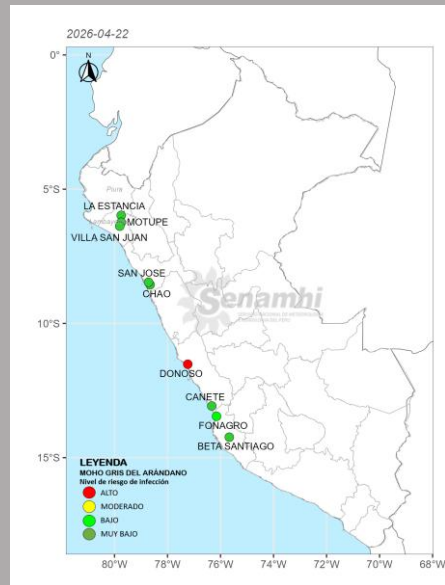 2026-04-22
N
0°
Piura
LA ESTANCIA
5°S
MOTUPE
VILLA SAN JUAN
SAN JOSE
CHAO
Senamhi
10°S
DONOSO
CANETE
FONAGRO
BETA SANTIAGO
15°S
LEYENDA
MOHO GRIS DEL ARÁNDANO
Nivel de riesgo de infección
ALTO
MODERADO
BAJO
MUY BAJO
80°W 78°W 76°W 74°W 72°W 70°W 68°W